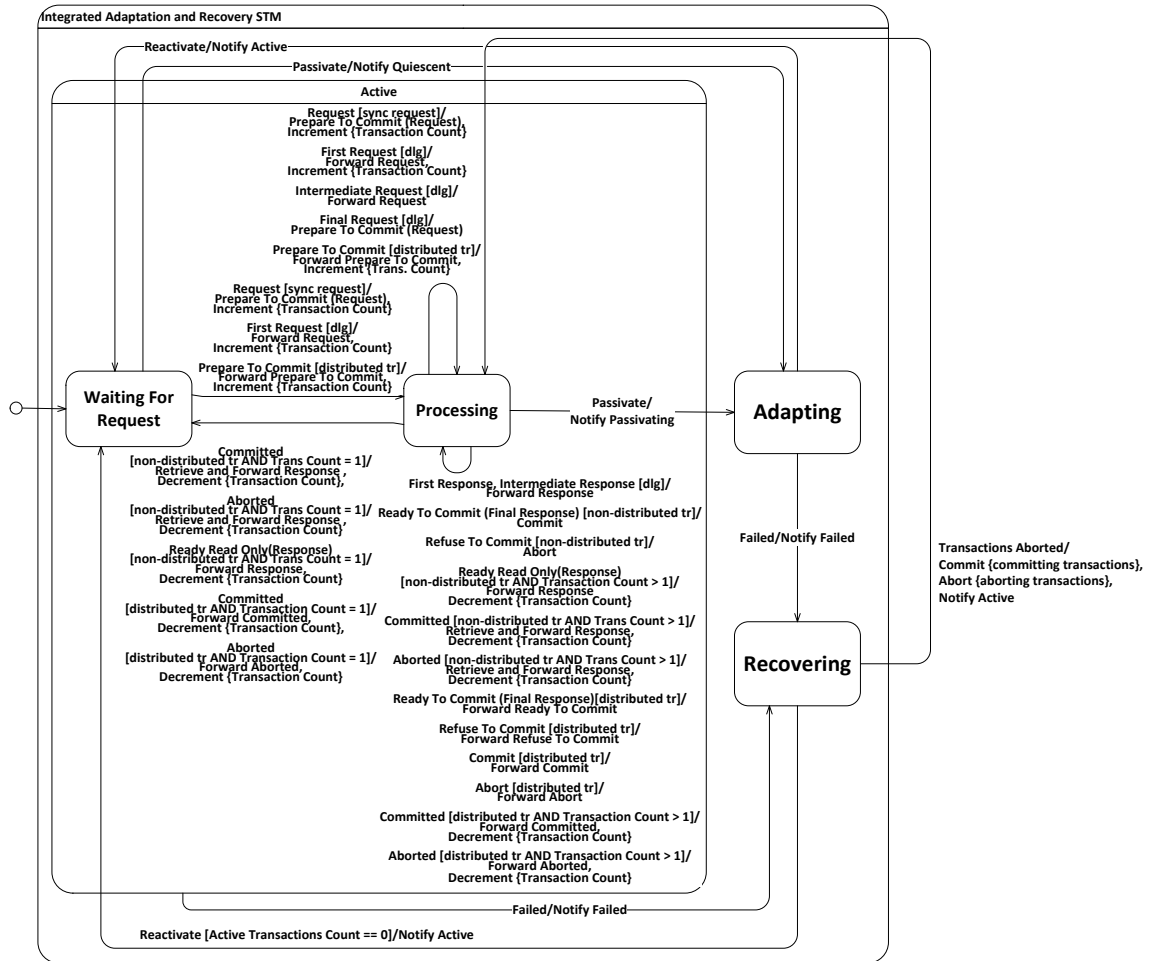 Integrated Adaptation and Recovery STM
Reactivate/Notify Active
Passivate/Notify Quiescent
Active
Request [sync request]/
Prepare To Commit (Request),
Increment {Transaction Count}
First Request [dlg]/
Forward Request,
Increment {Transaction Count}
Intermediate Request [dlg]/
Forward Request
Final Request [dlg]/
Prepare To Commit (Request)
Prepare To Commit [distributed tr]/
Forward Prepare To Commit,
Increment {Trans. Count}
Request [sync request]/
Prepare To Commit (Request),
Increment {Transaction Count}
First Request [dlg]/
Forward Request,
Increment {Transaction Count}
Prepare To Commit [distributed tr]/
Forward Prepare To Commit,
Increment {Transaction Count}
Waiting For
Request
Processing
Passivate/
Notify Passivating
Adapting
Committed
[non-distributed tr AND Trans Count = 1]/
Retrieve and Forward Response ,
Decrement {Transaction Count},
Aborted
[non-distributed tr AND Trans Count = 1]/
Retrieve and Forward Response ,
Decrement {Transaction Count}
Ready Read Only(Response)
[non-distributed tr AND Trans Count = 1]/
Forward Response,
Decrement {Transaction Count}
Committed
[distributed tr AND Transaction Count = 1]/
Forward Committed,
Decrement {Transaction Count},
Aborted
[distributed tr AND Transaction Count = 1]/
Forward Aborted,
Decrement {Transaction Count}
First Response, Intermediate Response [dlg]/
Forward Response
Ready To Commit (Final Response) [non-distributed tr]/
Commit
Refuse To Commit [non-distributed tr]/
Abort
Ready Read Only(Response)
[non-distributed tr AND Transaction Count > 1]/
Forward Response
Decrement {Transaction Count}
Committed [non-distributed tr AND Trans Count > 1]/
Retrieve and Forward Response,
Decrement {Transaction Count}
Aborted [non-distributed tr AND Trans Count > 1]/
Retrieve and Forward Response,
Decrement {Transaction Count}
Ready To Commit (Final Response)[distributed tr]/
Forward Ready To Commit
Refuse To Commit [distributed tr]/
Forward Refuse To Commit
Commit [distributed tr]/
Forward Commit
Abort [distributed tr]/
Forward Abort
Committed [distributed tr AND Transaction Count > 1]/
Forward Committed,
Decrement {Transaction Count}
Aborted [distributed tr AND Transaction Count > 1]/
Forward Aborted,
Decrement {Transaction Count}
Failed/Notify Failed
Transactions Aborted/
Commit {committing transactions},
Abort {aborting transactions},
Notify Active
Recovering
Failed/Notify Failed
Reactivate [Active Transactions Count == 0]/Notify Active